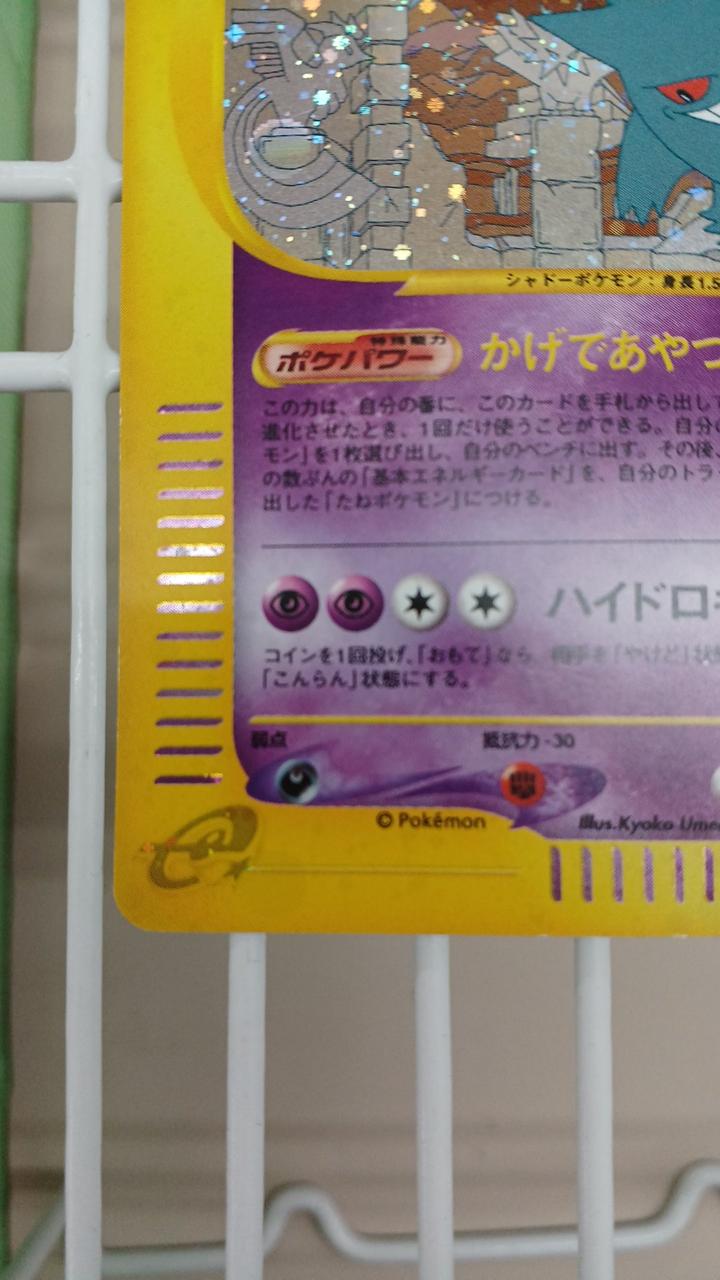 シャドーポケモン：身長1.5
特殊能力
ポケパワー かげであやつ
この力は、自分の番に、このカードを手札から出して
進化させたとき、1回だけ使うことができる。自分の
モン」を1枚選び出し、自分のベンチに出す。その後、
の数ぶんの「基本エネルギーカード」を、自分のトラ
出した「たねポケモン」につける。
ハイドロ
コインを1回投げ、「おもて」なら、相手を「やけど」状
「こんらん」状態にする。
弱点 抵抗力 -30
© Pokémon Illus. Kyoko Ume